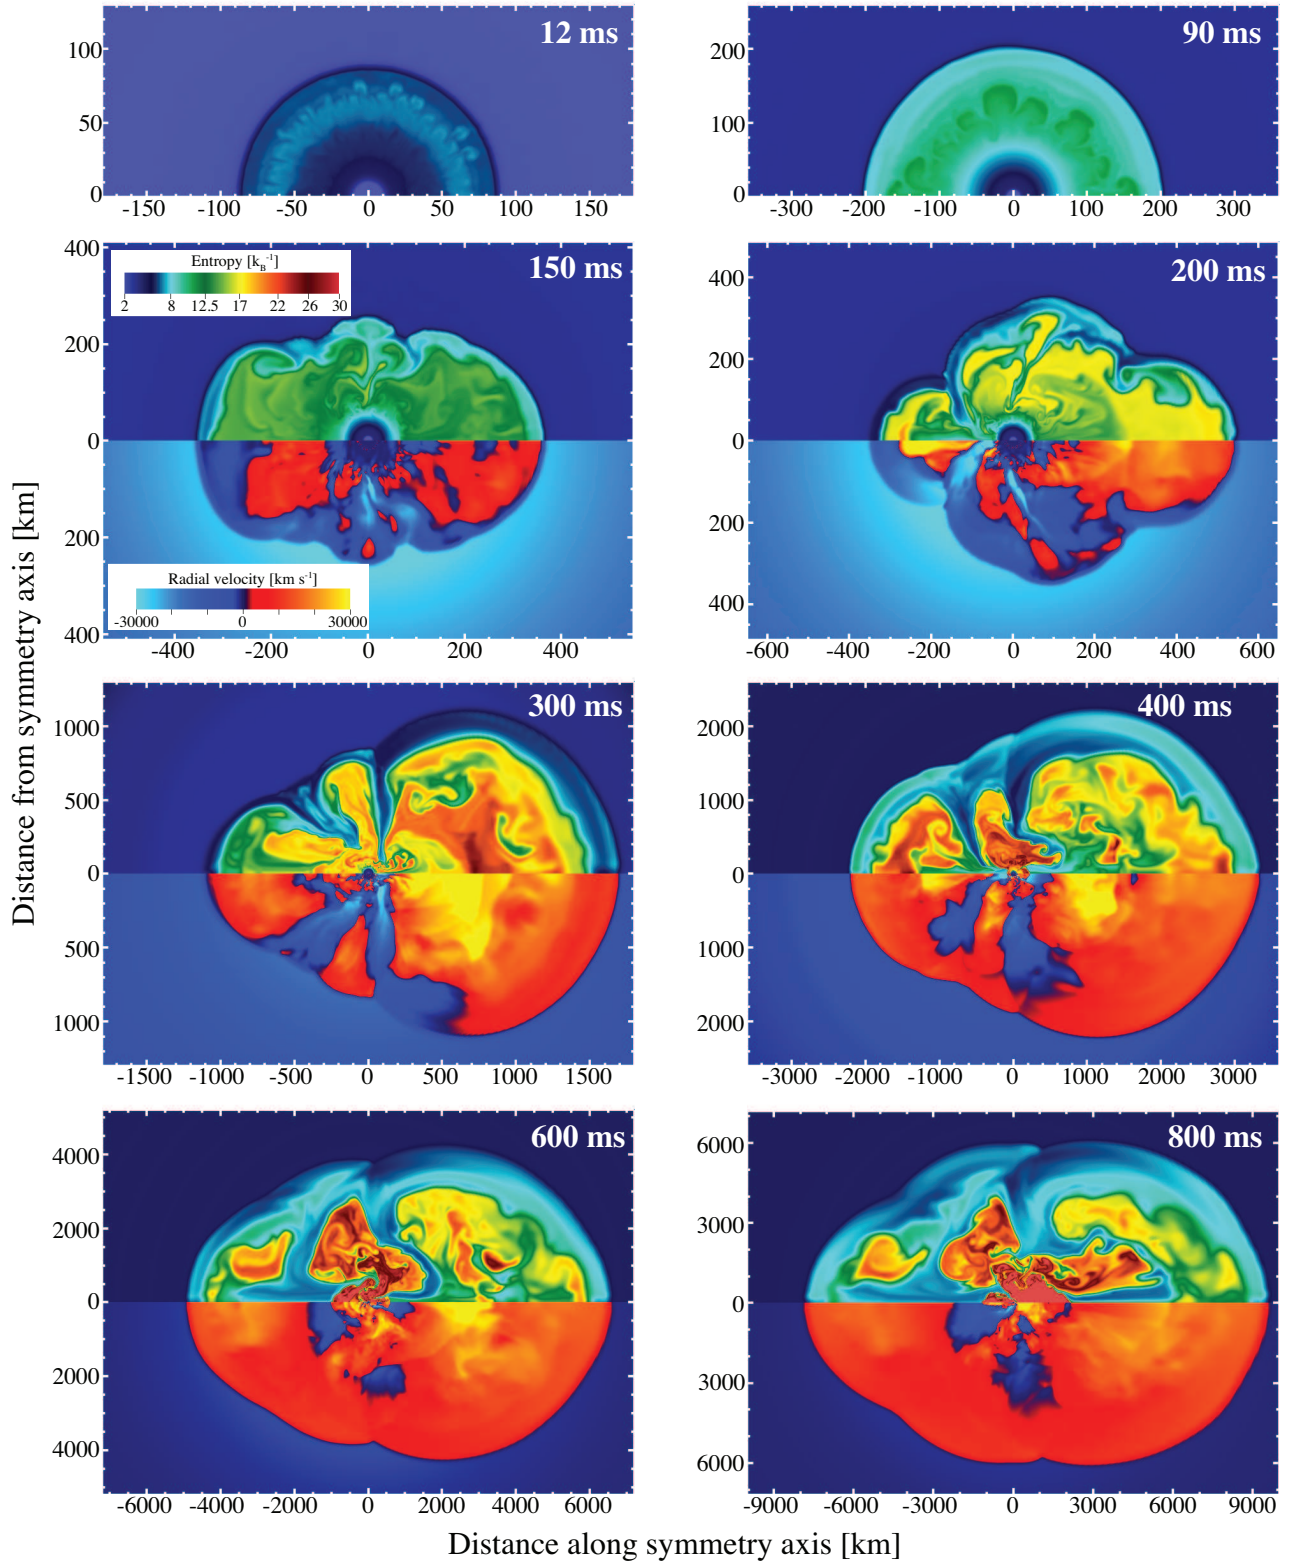 12 ms
90 ms
100
50
0
-150 -100 -50 0 50 100 150
200
100
0
-300 -200 -100 0 100 200 300
150 ms
Entropy [k_B^-1]
2 8 12.5 17 22 26 30
400
200
0
200
400
Radial velocity [km s^-1]
-30000 0 30000
-400 -200 0 200 400
200 ms
400
200
0
200
400
-600 -400 -200 0 200 400 600
Distance from symmetry axis [km]
300 ms
1000
500
0
500
1000
-1500 -1000 -500 0 500 1000 1500
400 ms
2000
1000
0
1000
2000
-3000 -2000 -1000 0 1000 2000 3000
600 ms
4000
2000
0
2000
4000
-6000 -4000 -2000 0 2000 4000 6000
800 ms
6000
3000
0
3000
6000
-9000 -6000 -3000 0 3000 6000 9000
Distance along symmetry axis [km]